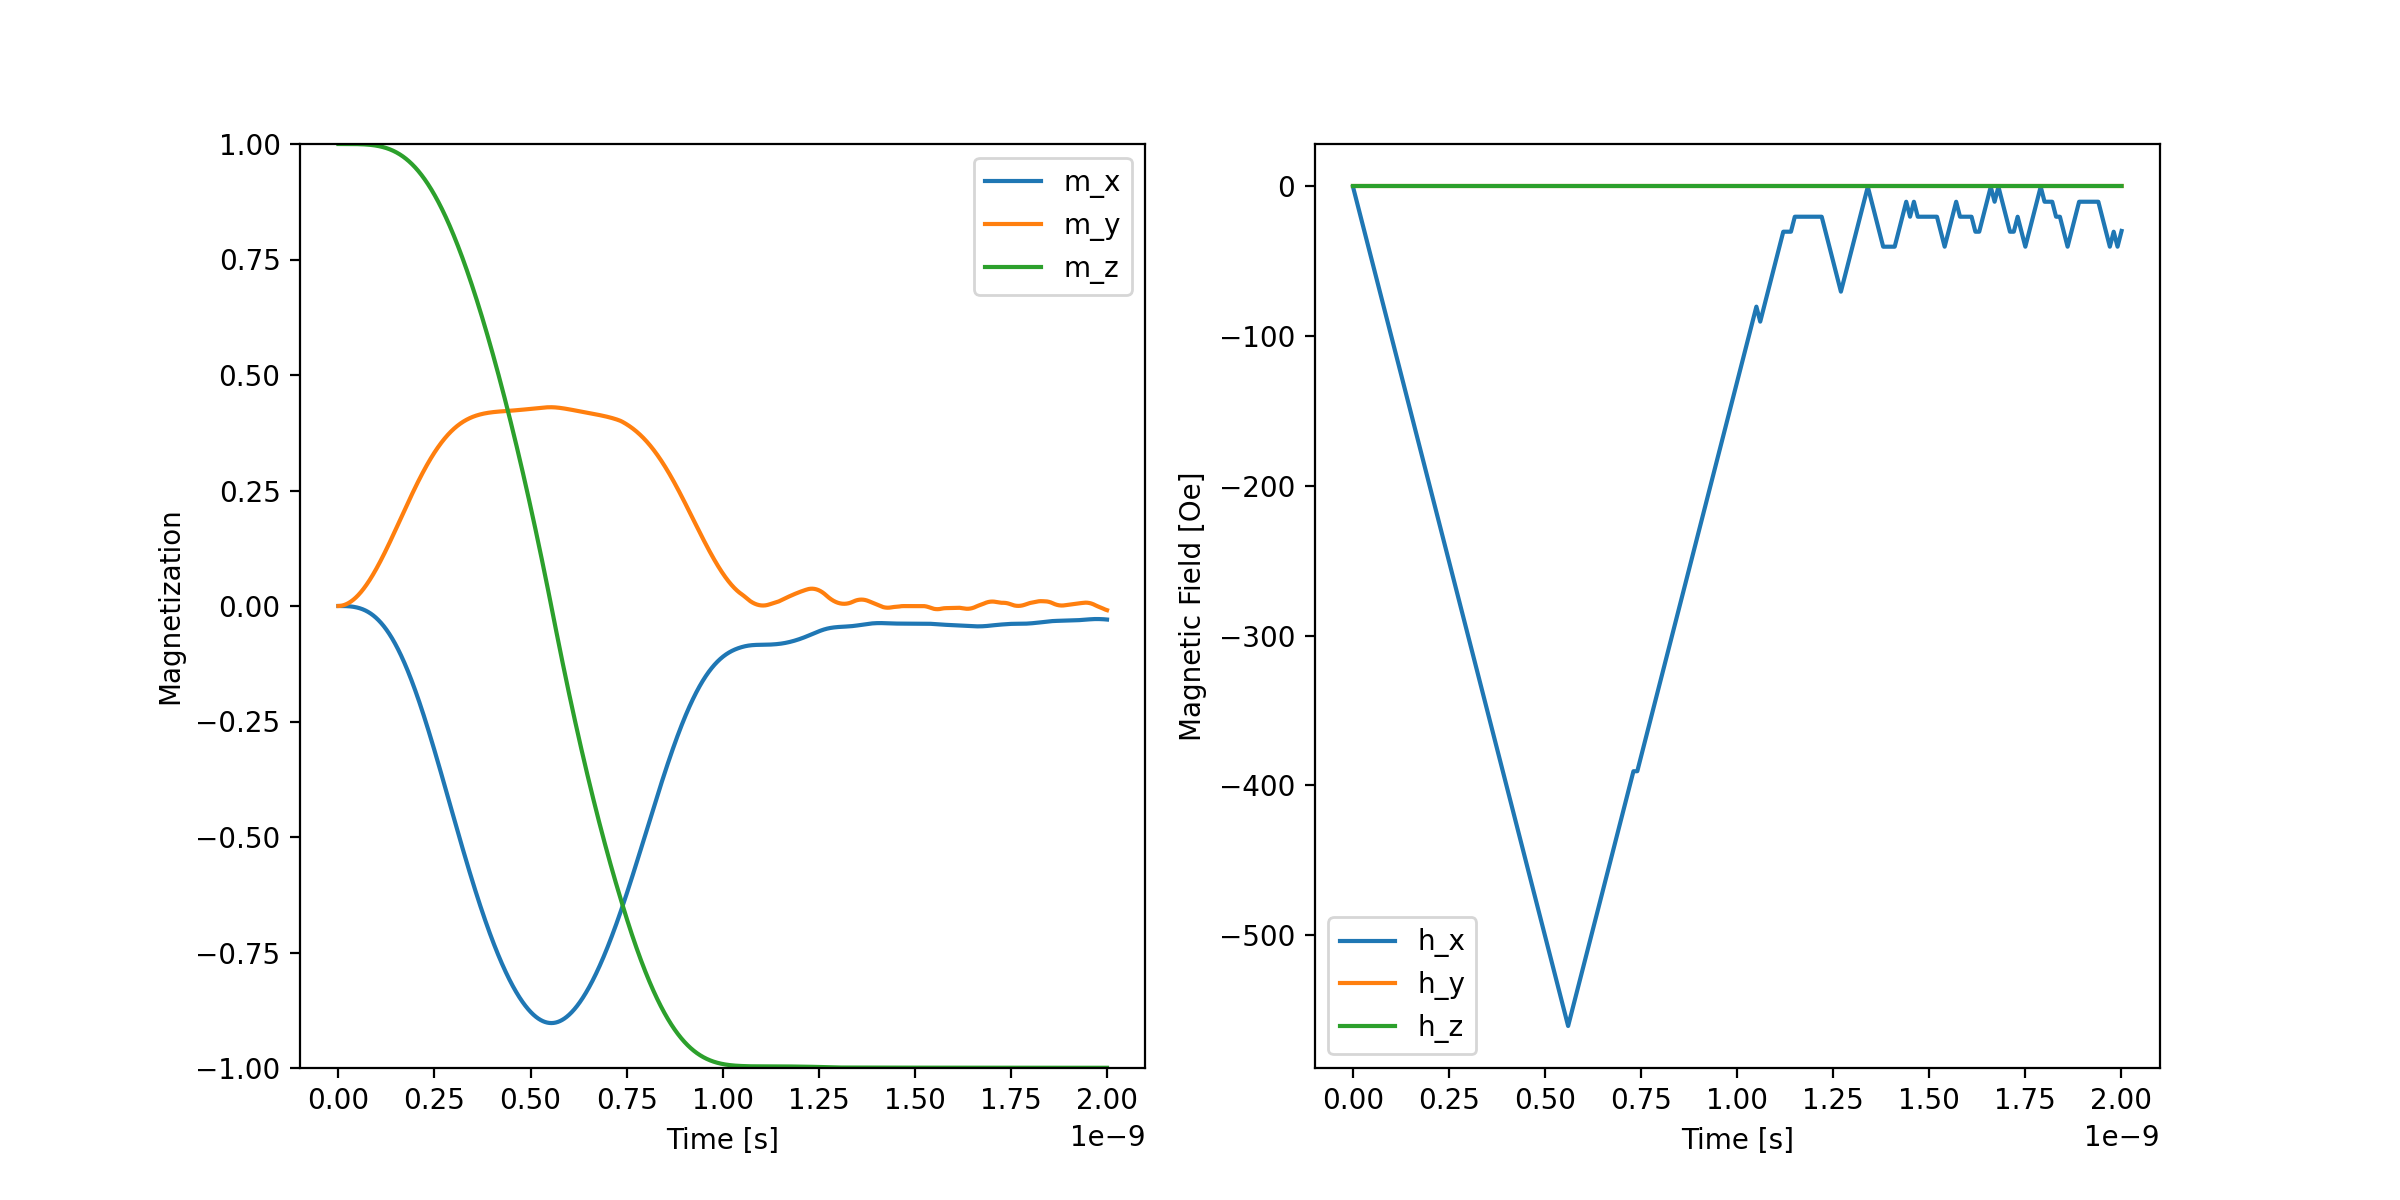 1.00
0.75
0.50
0.25
0.00
−0.25
−0.50
−0.75
−1.00
Magnetization
m_x
m_y
m_z
0.00 0.25 0.50 0.75 1.00 1.25 1.50 1.75 2.00
Time [s]
1e−9
0
−100
−200
−300
−400
−500
Magnetic Field [Oe]
h_x
h_y
h_z
0.00 0.25 0.50 0.75 1.00 1.25 1.50 1.75 2.00
Time [s]
1e−9